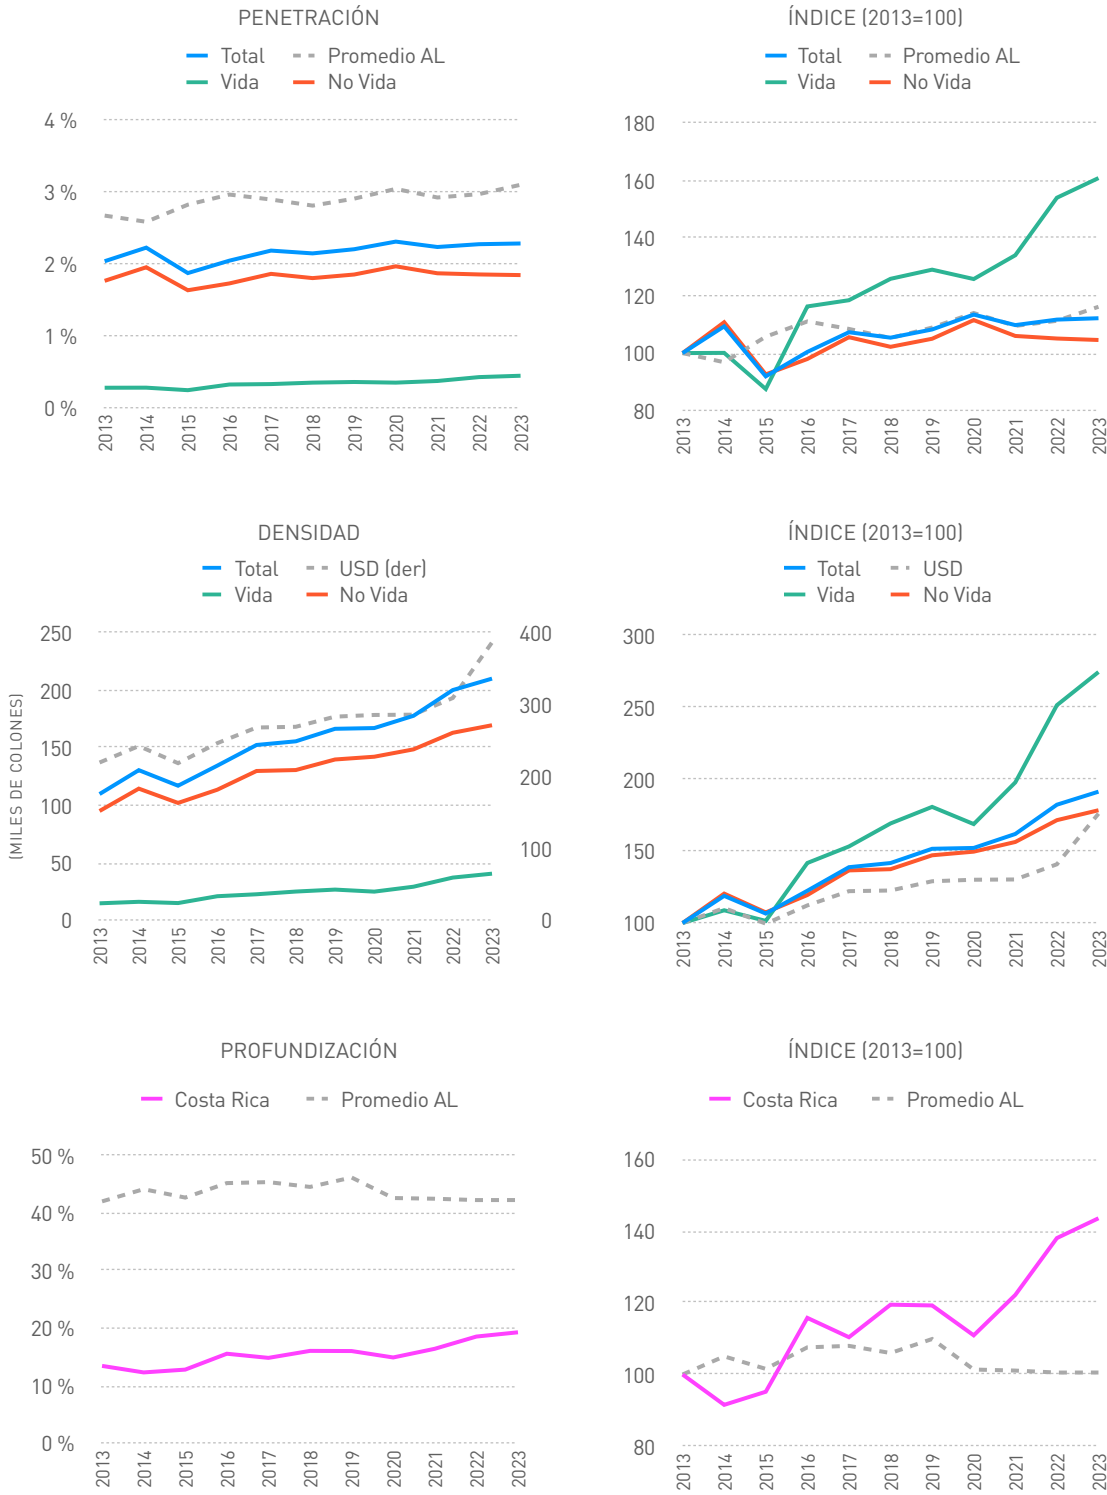 PENETRACIÓN
Total Promedio AL
Vida No Vida
4 %
3 %
2 %
1 %
0 %
2013 2014 2015 2016 2017 2018 2019 2020 2021 2022 2023
ÍNDICE (2013=100)
Total Promedio AL
Vida No Vida
180
160
140
120
100
80
2013 2014 2015 2016 2017 2018 2019 2020 2021 2022 2023
DENSIDAD
Total USD (der)
Vida No Vida
(MILES DE COLONES)
250 400
200 300
150 200
100 100
50
0 0
2013 2014 2015 2016 2017 2018 2019 2020 2021 2022 2023
ÍNDICE (2013=100)
Total USD
Vida No Vida
300
250
200
150
100
2013 2014 2015 2016 2017 2018 2019 2020 2021 2022 2023
PROFUNDIZACIÓN
Costa Rica Promedio AL
50 %
40 %
30 %
20 %
10 %
0 %
2013 2014 2015 2016 2017 2018 2019 2020 2021 2022 2023
ÍNDICE (2013=100)
Costa Rica Promedio AL
160
140
120
100
80
2013 2014 2015 2016 2017 2018 2019 2020 2021 2022 2023